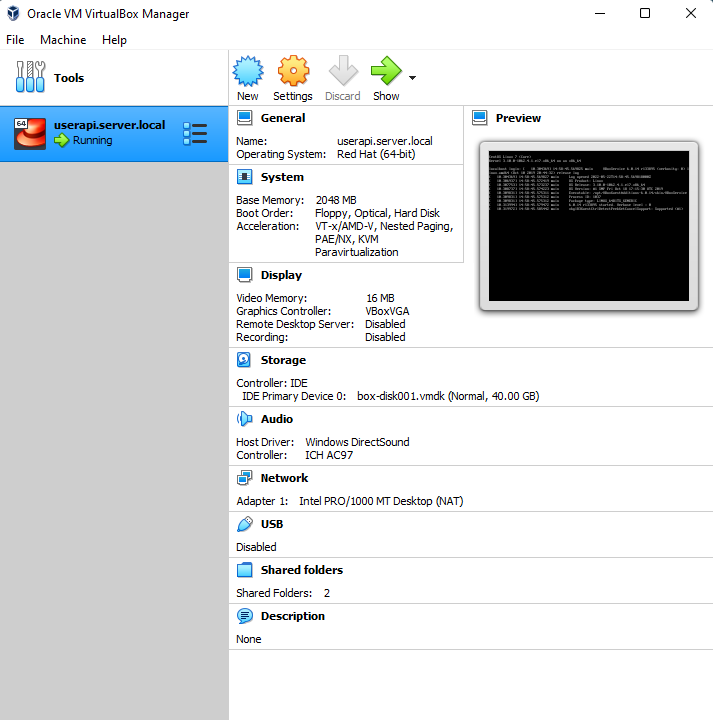 Oracle VM VirtualBox Manager
File Machine Help
Tools
New Settings Discard Show
64
userapi.server.local
Running
General
Name: userapi.server.local
Operating System: Red Hat (64-bit)
System
Base Memory: 2048 MB
Boot Order: Floppy, Optical, Hard Disk
Acceleration: VT-x/AMD-V, Nested Paging,
PAE/NX, KVM
Paravirtualization
Preview
Display
Video Memory: 16 MB
Graphics Controller: VBoxVGA
Remote Desktop Server: Disabled
Recording: Disabled
Storage
Controller: IDE
IDE Primary Device 0: box-disk001.vmdk (Normal, 40.00 GB)
Audio
Host Driver: Windows DirectSound
Controller: ICH AC97
Network
Adapter 1: Intel PRO/1000 MT Desktop (NAT)
USB
Disabled
Shared folders
Shared Folders: 2
Description
None